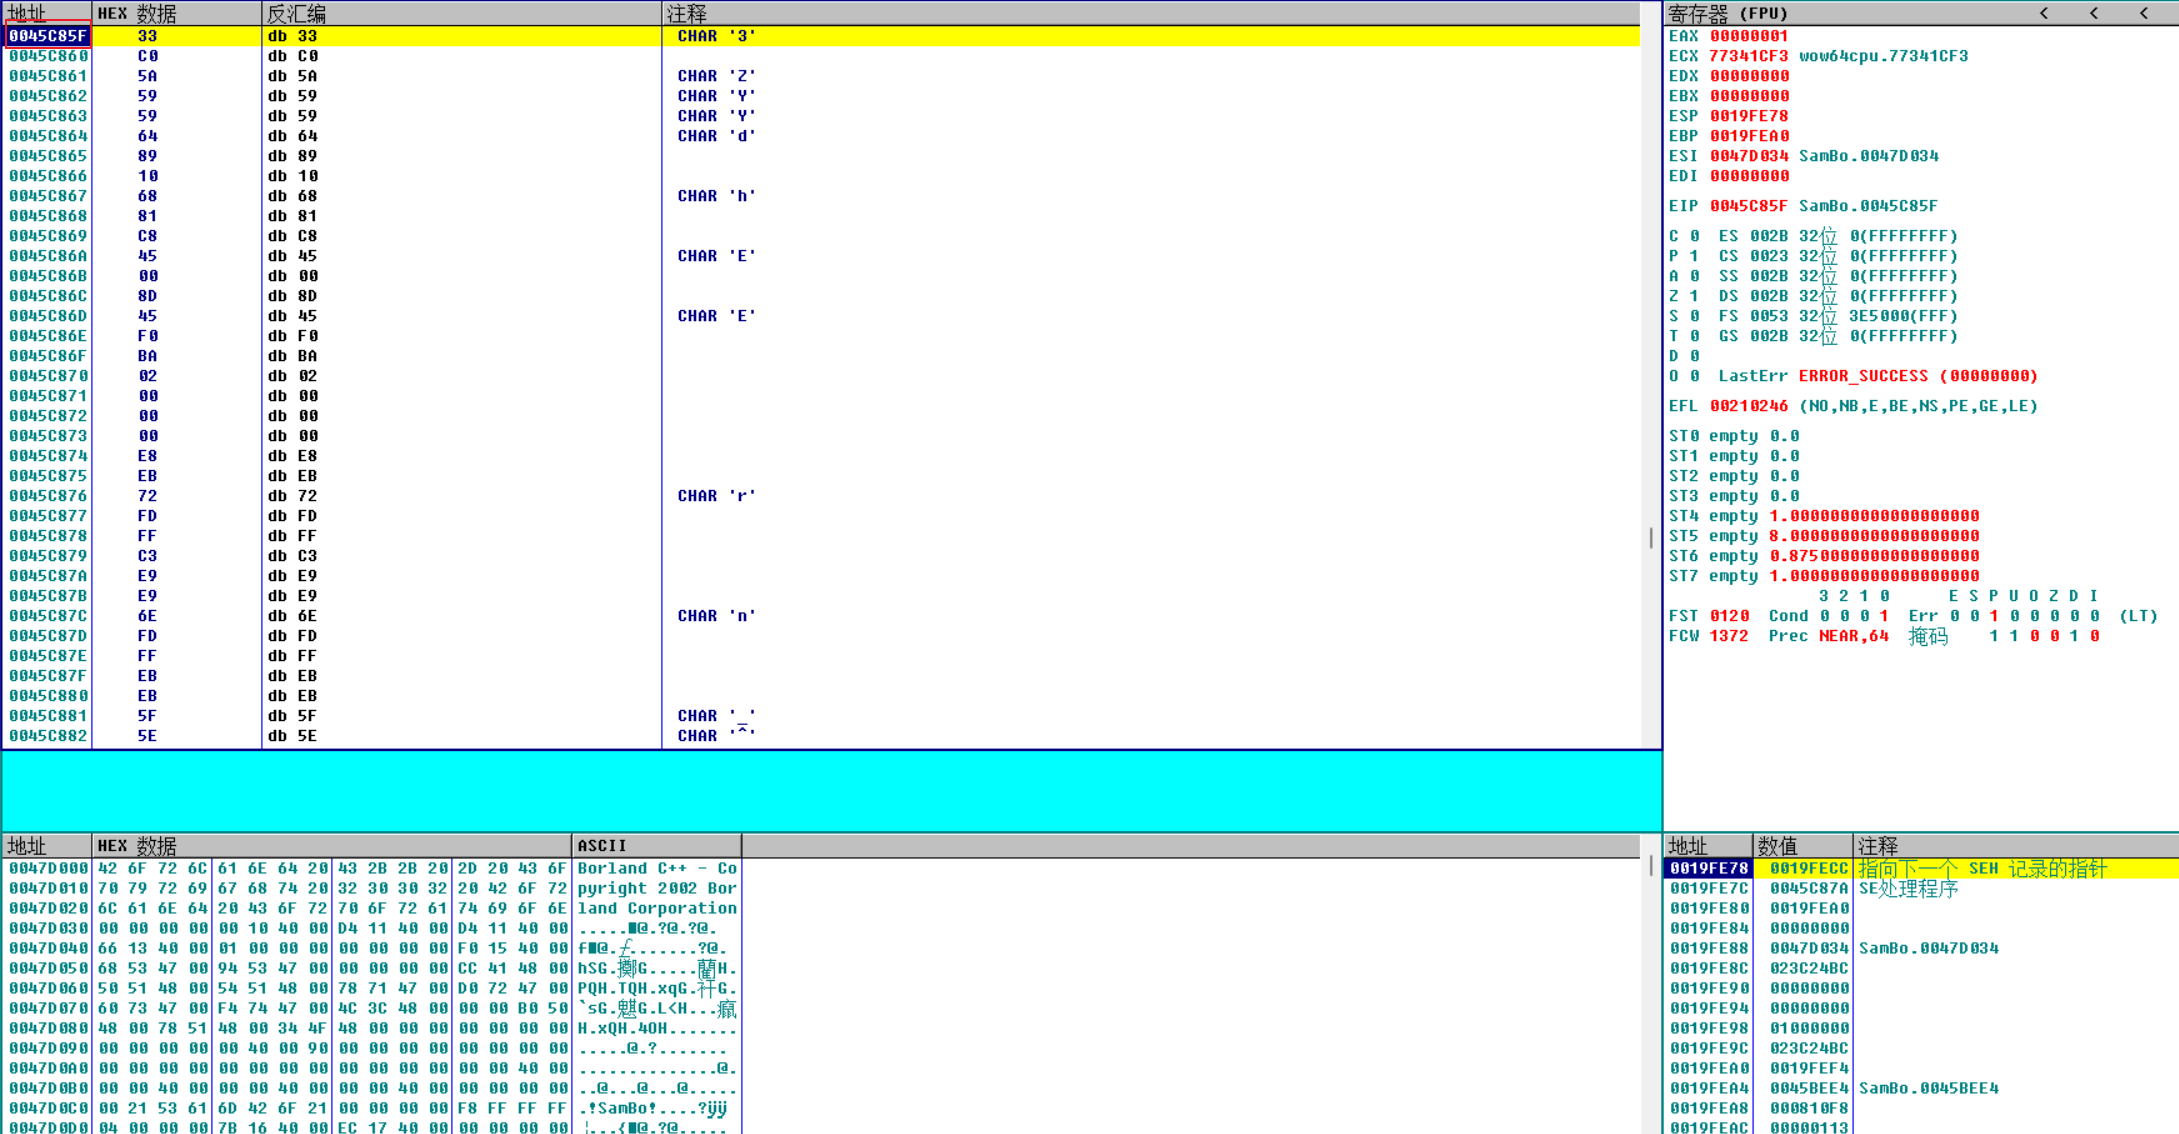 地址 HEX 数据 反汇编 注释
0045C85F 33 db 33 CHAR '3'
0045C860 C0 db C0
0045C861 5A db 5A CHAR 'Z'
0045C862 59 db 59 CHAR 'Y'
0045C863 59 db 59 CHAR 'Y'
0045C864 64 db 64 CHAR 'd'
0045C865 89 db 89
0045C866 10 db 10
0045C867 68 db 68 CHAR 'h'
0045C868 81 db 81
0045C869 C8 db C8
0045C86A 45 db 45 CHAR 'E'
0045C86B 00 db 00
0045C86C 8D db 8D
0045C86D 45 db 45 CHAR 'E'
0045C86E F0 db F0
0045C86F BA db BA
0045C870 02 db 02
0045C871 00 db 00
0045C872 00 db 00
0045C873 00 db 00
0045C874 E8 db E8
0045C875 EB db EB
0045C876 72 db 72 CHAR 'r'
0045C877 FD db FD
0045C878 FF db FF
0045C879 C3 db C3
0045C87A E9 db E9
0045C87B E9 db E9
0045C87C 6E db 6E CHAR 'n'
0045C87D FD db FD
0045C87E FF db FF
0045C87F EB db EB
0045C880 EB db EB
0045C881 5F db 5F CHAR '_'
0045C882 5E db 5E CHAR '^'
寄存器 (FPU) < < <
EAX 00000001
ECX 77341CF3 wow64cpu.77341CF3
EDX 00000000
EBX 00000000
ESP 0019FE78
EBP 0019FEA0
ESI 0047D034 SamBo.0047D034
EDI 00000000
EIP 0045C85F SamBo.0045C85F
C 0 ES 002B 32位 0(FFFFFFFF)
P 1 CS 0023 32位 0(FFFFFFFF)
A 0 SS 002B 32位 0(FFFFFFFF)
Z 1 DS 002B 32位 0(FFFFFFFF)
S 0 FS 0053 32位 3E5000(FFF)
T 0 GS 002B 32位 0(FFFFFFFF)
D 0
O 0 LastErr ERROR_SUCCESS (00000000)
EFL 00210246 (NO,NB,E,BE,NS,PE,GE,LE)
ST0 empty 0.0
ST1 empty 0.0
ST2 empty 0.0
ST3 empty 0.0
ST4 empty 1.0000000000000000000
ST5 empty 8.0000000000000000000
ST6 empty 0.8750000000000000000
ST7 empty 1.0000000000000000000
3 2 1 0 E S P U O Z D I
FST 0120 Cond 0 0 0 1 Err 0 0 1 0 0 0 0 0 (LT)
FCW 1372 Prec NEAR,64 掩码 1 1 0 0 1 0
地址 HEX 数据 ASCII
0047D000 42 6F 72 6C 61 6E 64 20 43 2B 2B 20 2D 20 43 6F Borland C++ - Co
0047D010 70 79 72 69 67 68 74 20 32 30 30 32 20 42 6F 72 pyright 2002 Bor
0047D020 6C 61 6E 64 20 43 6F 72 70 6F 72 61 74 69 6F 6E land Corporation
0047D030 00 00 00 00 00 10 40 00 D4 11 40 00 D4 11 40 00 .....■@.?@.?@.
0047D040 66 13 40 00 01 00 00 00 00 00 00 00 F0 15 40 00 f■@.£.......?@.
0047D050 68 53 47 00 94 53 47 00 00 00 00 00 CC 41 48 00 hSG.擲G.....藺H.
0047D060 50 51 48 00 54 51 48 00 78 71 47 00 D0 72 47 00 PQH.TQH.xqG.衦G.
0047D070 60 73 47 00 F4 74 47 00 4C 3C 48 00 00 00 B0 50 `sG.魌G.L<H...癙
0047D080 48 00 78 51 48 00 34 4F 48 00 00 00 00 00 00 00 H.xQH.4OH.......
0047D090 00 00 00 00 00 40 00 90 00 00 00 00 00 00 00 00 .....@.?.......
0047D0A0 00 00 00 00 00 00 00 00 00 00 00 00 00 00 40 00 ..............@.
0047D0B0 00 00 40 00 00 00 40 00 00 00 40 00 00 00 00 00 ..@...@...@.....
0047D0C0 00 21 53 61 6D 42 6F 21 00 00 00 00 F8 FF FF FF .!SamBo!....?ÿÿ
0047D0D0 04 00 00 00 7B 16 40 00 EC 17 40 00 00 00 00 00 ¦...{■@.?@.....
地址 数值 注释
0019FE78 0019FECC 指向下一个 SEH 记录的指针
0019FE7C 0045C87A SE处理程序
0019FE80 0019FEA0
0019FE84 00000000
0019FE88 0047D034 SamBo.0047D034
0019FE8C 023C24BC
0019FE90 00000000
0019FE94 00000000
0019FE98 01000000
0019FE9C 023C24BC
0019FEA0 0019FEF4
0019FEA4 0045BEE4 SamBo.0045BEE4
0019FEA8 000810F8
0019FEAC 00000113